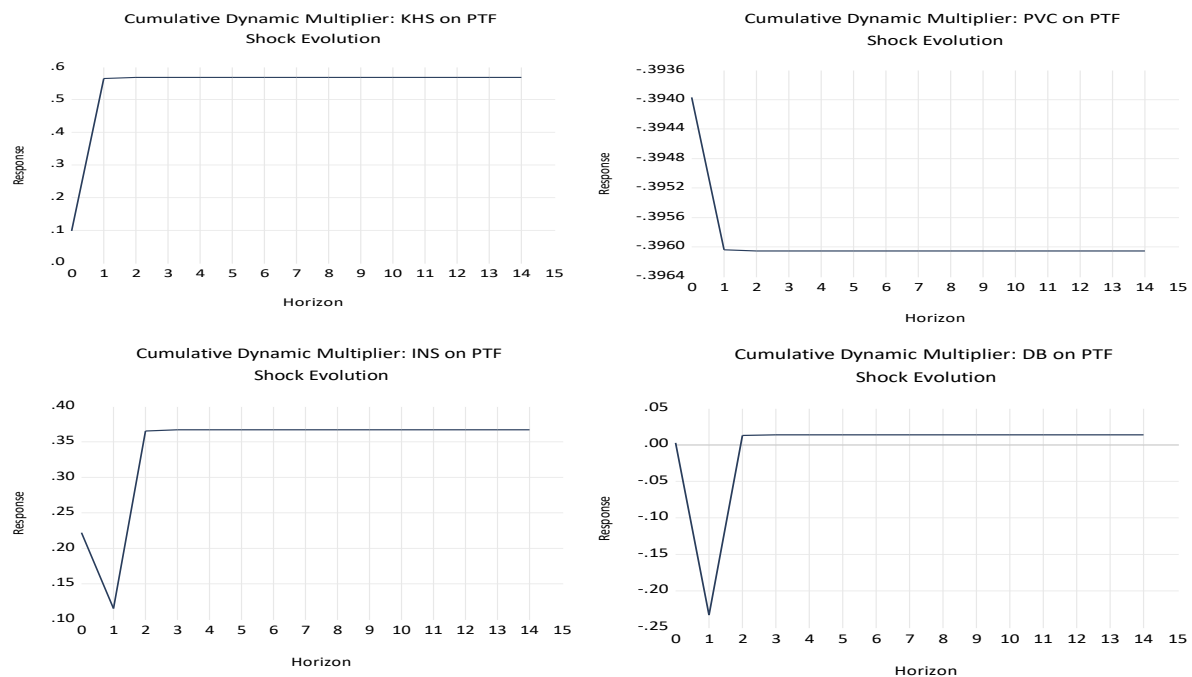 Cumulative Dynamic Multiplier: KHS on PTF
Shock Evolution
.6
.5
.4
.3
.2
.1
.0
Response
0 1 2 3 4 5 6 7 8 9 10 11 12 13 14 15
Horizon
Cumulative Dynamic Multiplier: PVC on PTF
Shock Evolution
-.3936
-.3940
-.3944
-.3948
-.3952
-.3956
-.3960
-.3964
Response
0 1 2 3 4 5 6 7 8 9 10 11 12 13 14 15
Horizon
Cumulative Dynamic Multiplier: INS on PTF
Shock Evolution
.40
.35
.30
.25
.20
.15
.10
Response
0 1 2 3 4 5 6 7 8 9 10 11 12 13 14 15
Horizon
Cumulative Dynamic Multiplier: DB on PTF
Shock Evolution
.05
.00
-.05
-.10
-.15
-.20
-.25
Response
0 1 2 3 4 5 6 7 8 9 10 11 12 13 14 15
Horizon